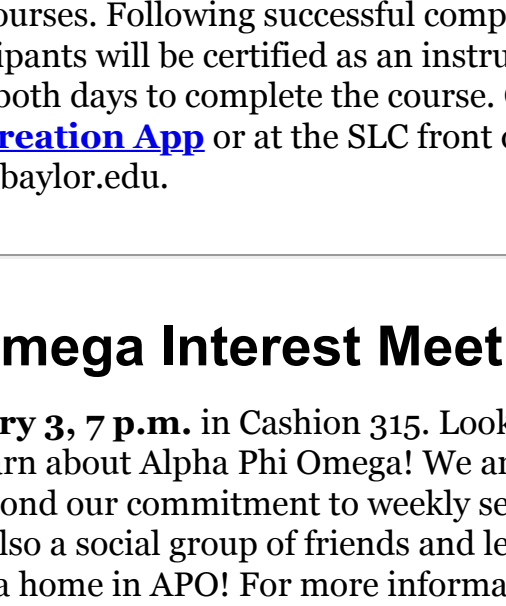 ourses. Following successful comp
ipants will be certified as an instru
both days to complete the course.
reation App or at the SLC front
baylor.edu.
mega Interest Meet
ry 3, 7 p.m. in Cashion 315. Look
arn about Alpha Phi Omega! We ar
ond our commitment to weekly se
lso a social group of friends and le
a home in APO! For more informa